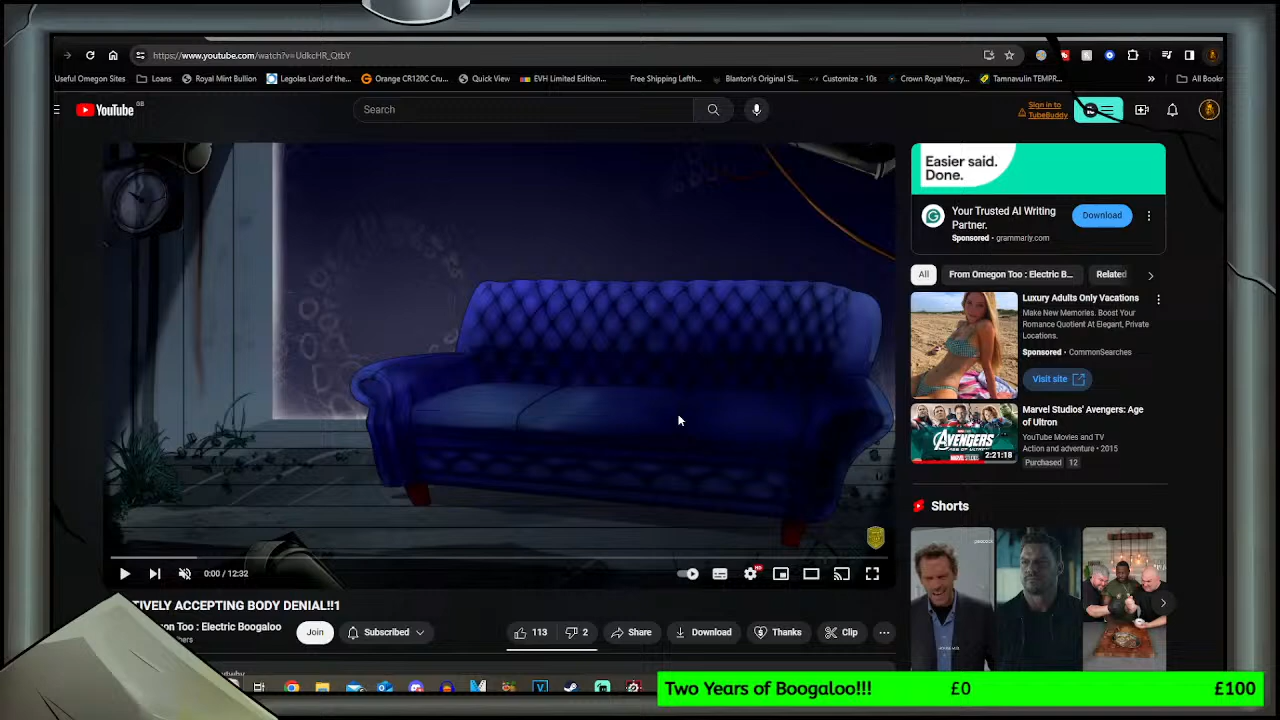 https://www.youtube.com/watch?v=UdkcHR_QtbY
Useful Omegon Sites
Loans
Royal Mint Bullion
Legolas Lord of the...
Orange CR120C Cru...
Quick View
EVH Limited Edition...
Free Shipping Lefth...
Blanton's Original Si...
Customize - 10s
Crown Royal Yeezy...
Tamnavulin TEMPR...
All Bookr
YouTube GB
Search
Sign in to
TubeBuddy
Easier said.
Done.
Your Trusted AI Writing
Partner.
Sponsored · grammarly.com
Download
All
From Omegon Too : Electric B...
Related
Luxury Adults Only Vacations
Make New Memories. Boost Your
Romance Quotient At Elegant, Private
Locations.
Sponsored · CommonSearches
Visit site
Marvel Studios' Avengers: Age
of Ultron
YouTube Movies and TV
Action and adventure • 2015
Purchased
12
AVENGERS
2:21:18
Shorts
0:00 / 12:32
HD
TIVELY ACCEPTING BODY DENIAL!!1
on Too : Electric Boogaloo
Join
Subscribed
113
2
Share
Download
Thanks
Clip
Two Years of Boogaloo!!!
£0
£100